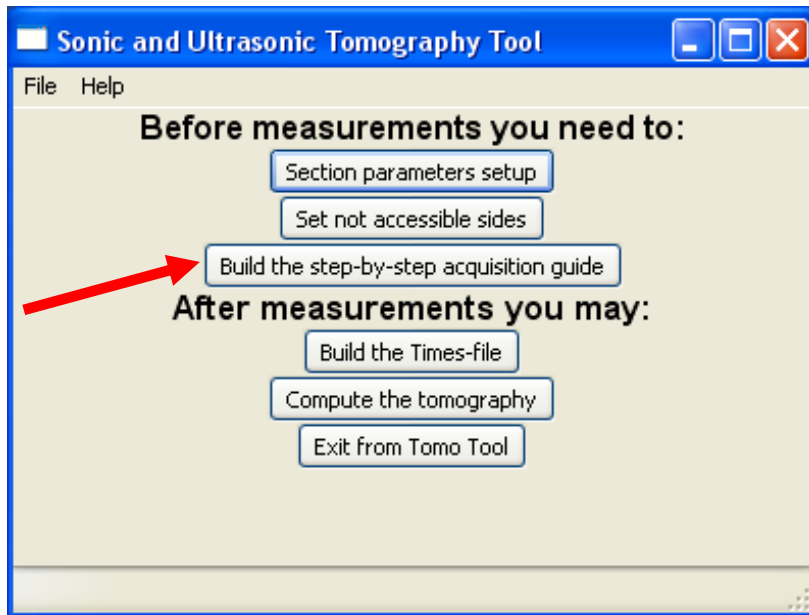 Sonic and Ultrasonic Tomography Tool
File Help
Before measurements you need to:
Section parameters setup
Set not accessible sides
Build the step-by-step acquisition guide
After measurements you may:
Build the Times-file
Compute the tomography
Exit from Tomo Tool